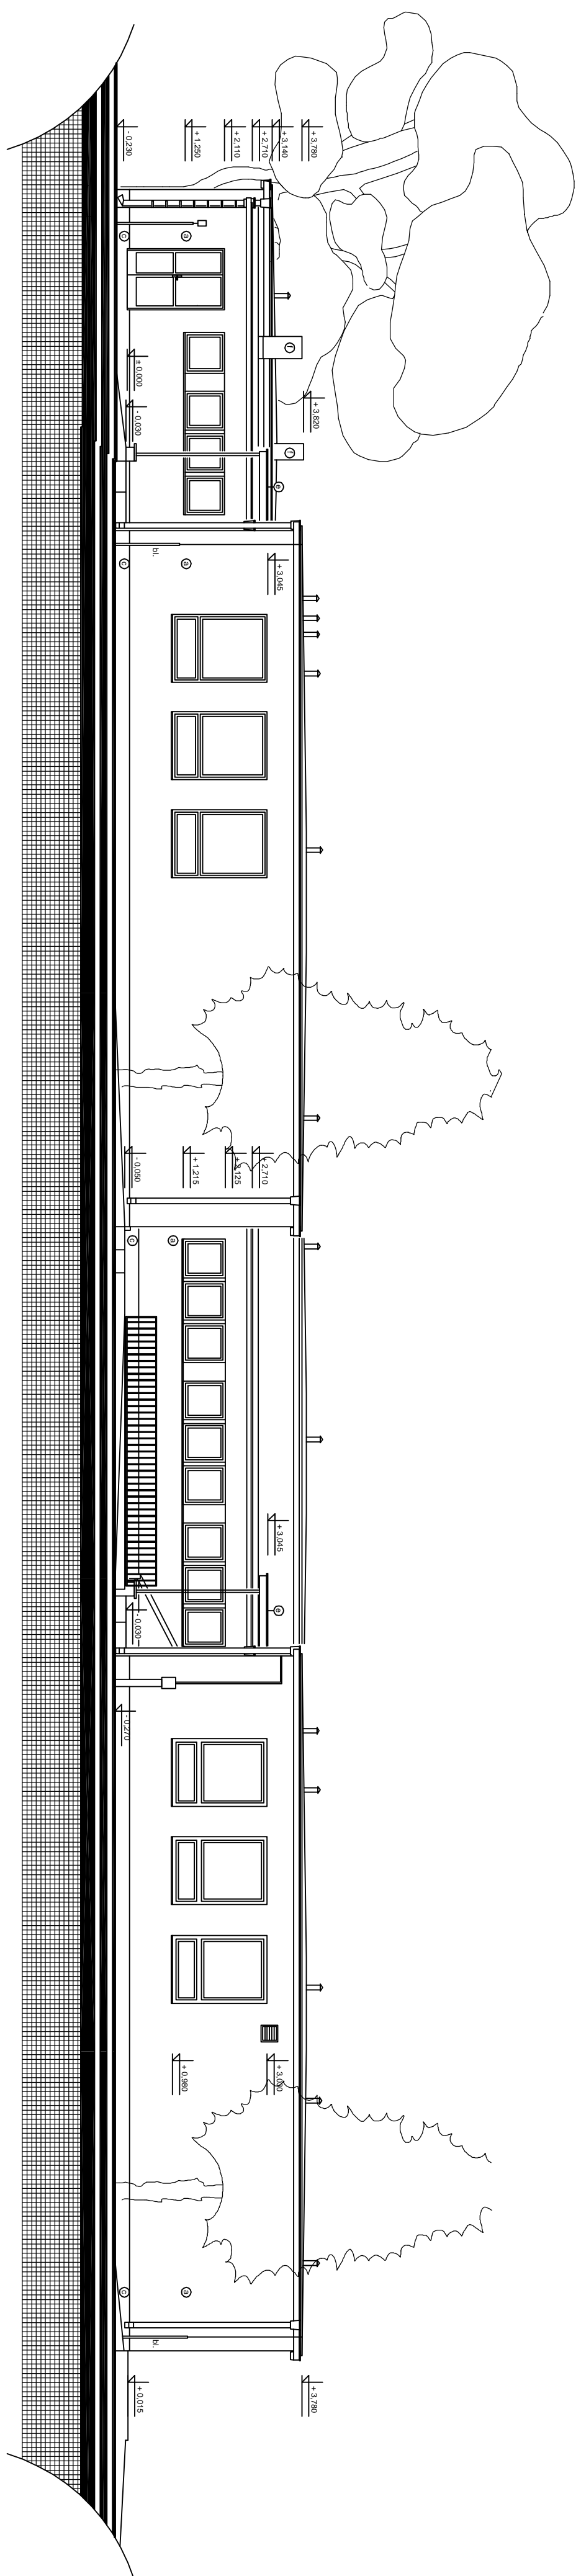 + 3,780
+ 3,140
+ 2,710
+ 2,110
+ 1,250
- 0,230
a
c
f
f
+ 3,820
± 0,000
- 0,030
e
bl.
+ 3,045
a
c
+ 2,710
+ 2,125
+ 1,215
- 0,050
a
c
+ 3,045
e
- 0,030
- 0,270
+ 0,980
a
c
bl.
+ 3,780
+ 0,015